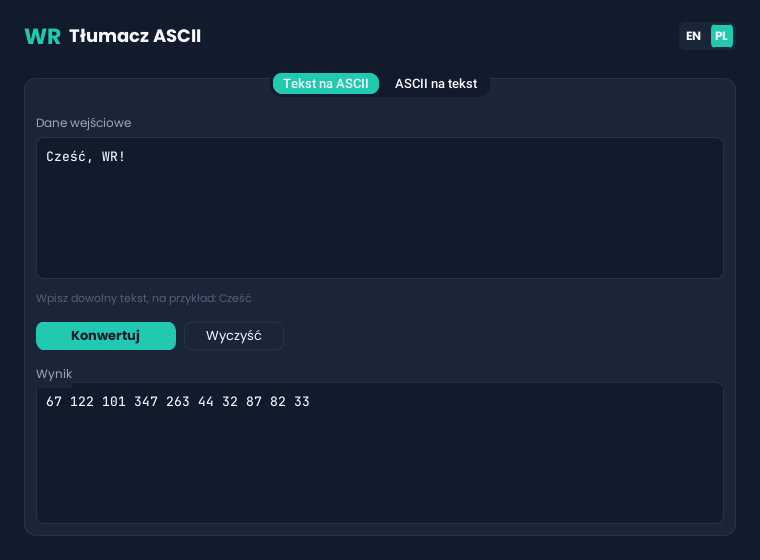 WR Tłumacz ASCII
EN PL
Tekst na ASCII ASCII na tekst
Dane wejściowe
Cześć, WR!
Wpisz dowolny tekst, na przykład: Cześć
Konwertuj Wyczyść
Wynik
67 122 101 347 263 44 32 87 82 33